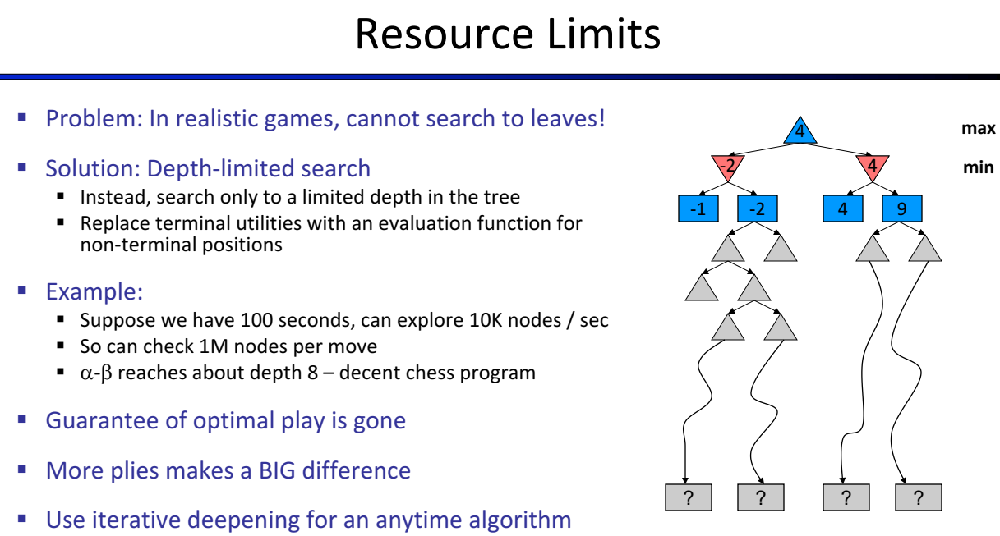 Resource Limits
▪ Problem: In realistic games, cannot search to leaves!
▪ Solution: Depth-limited search
▪ Instead, search only to a limited depth in the tree
▪ Replace terminal utilities with an evaluation function for
non-terminal positions
▪ Example:
▪ Suppose we have 100 seconds, can explore 10K nodes / sec
▪ So can check 1M nodes per move
▪ α-β reaches about depth 8 – decent chess program
▪ Guarantee of optimal play is gone
▪ More plies makes a BIG difference
▪ Use iterative deepening for an anytime algorithm
4 max
-2 4 min
-1 -2 4 9
? ? ? ?